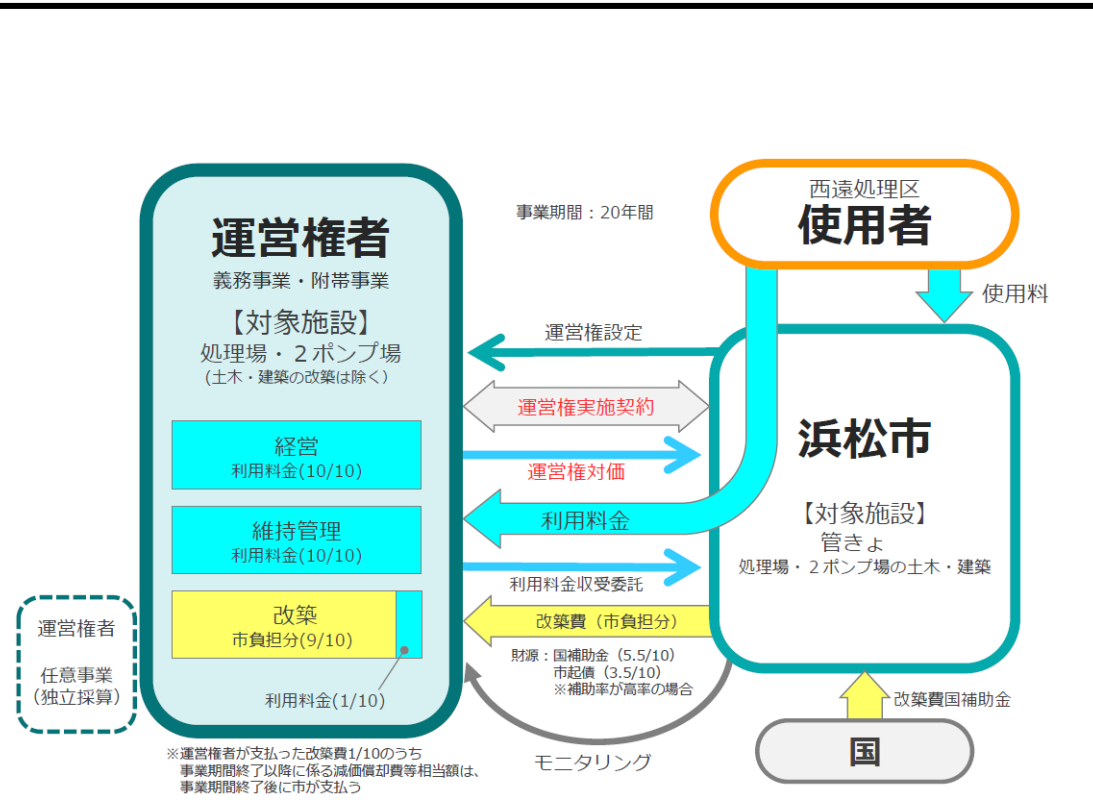 運営権者
義務事業・附帯事業
【対象施設】
処理場・２ポンプ場
(土木・建築の改築は除く)
経営
利用料金(10/10)
維持管理
利用料金(10/10)
改築
市負担分(9/10)
利用料金(1/10)
運営権者
任意事業
（独立採算）
※運営権者が支払った改築費1/10のうち
事業期間終了以降に係る減価償却費等相当額は、
事業期間終了後に市が支払う
事業期間：20年間
運営権設定
運営権実施契約
運営権対価
利用料金
利用料金収受委託
改築費（市負担分）
財源：国補助金（5.5/10）
市起債（3.5/10）
※補助率が高率の場合
モニタリング
西遠処理区
使用者
使用料
浜松市
【対象施設】
管きょ
処理場・２ポンプ場の土木・建築
改築費国補助金
国